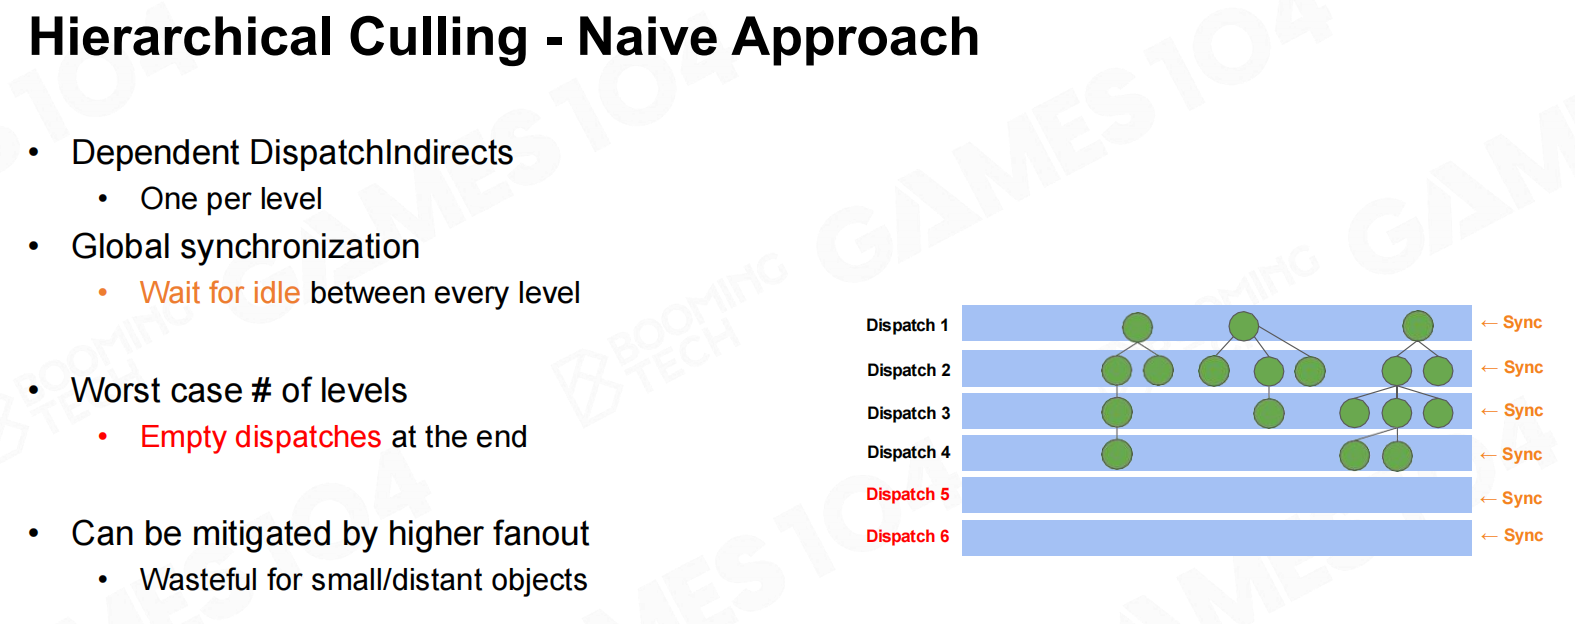 Hierarchical Culling - Naive Approach
• Dependent DispatchIndirects
• One per level
• Global synchronization
• Wait for idle between every level
• Worst case # of levels
• Empty dispatches at the end
• Can be mitigated by higher fanout
• Wasteful for small/distant objects
Dispatch 1 ← Sync
Dispatch 2 ← Sync
Dispatch 3 ← Sync
Dispatch 4 ← Sync
Dispatch 5 ← Sync
Dispatch 6 ← Sync
GAMES104
BOOMING
TECH